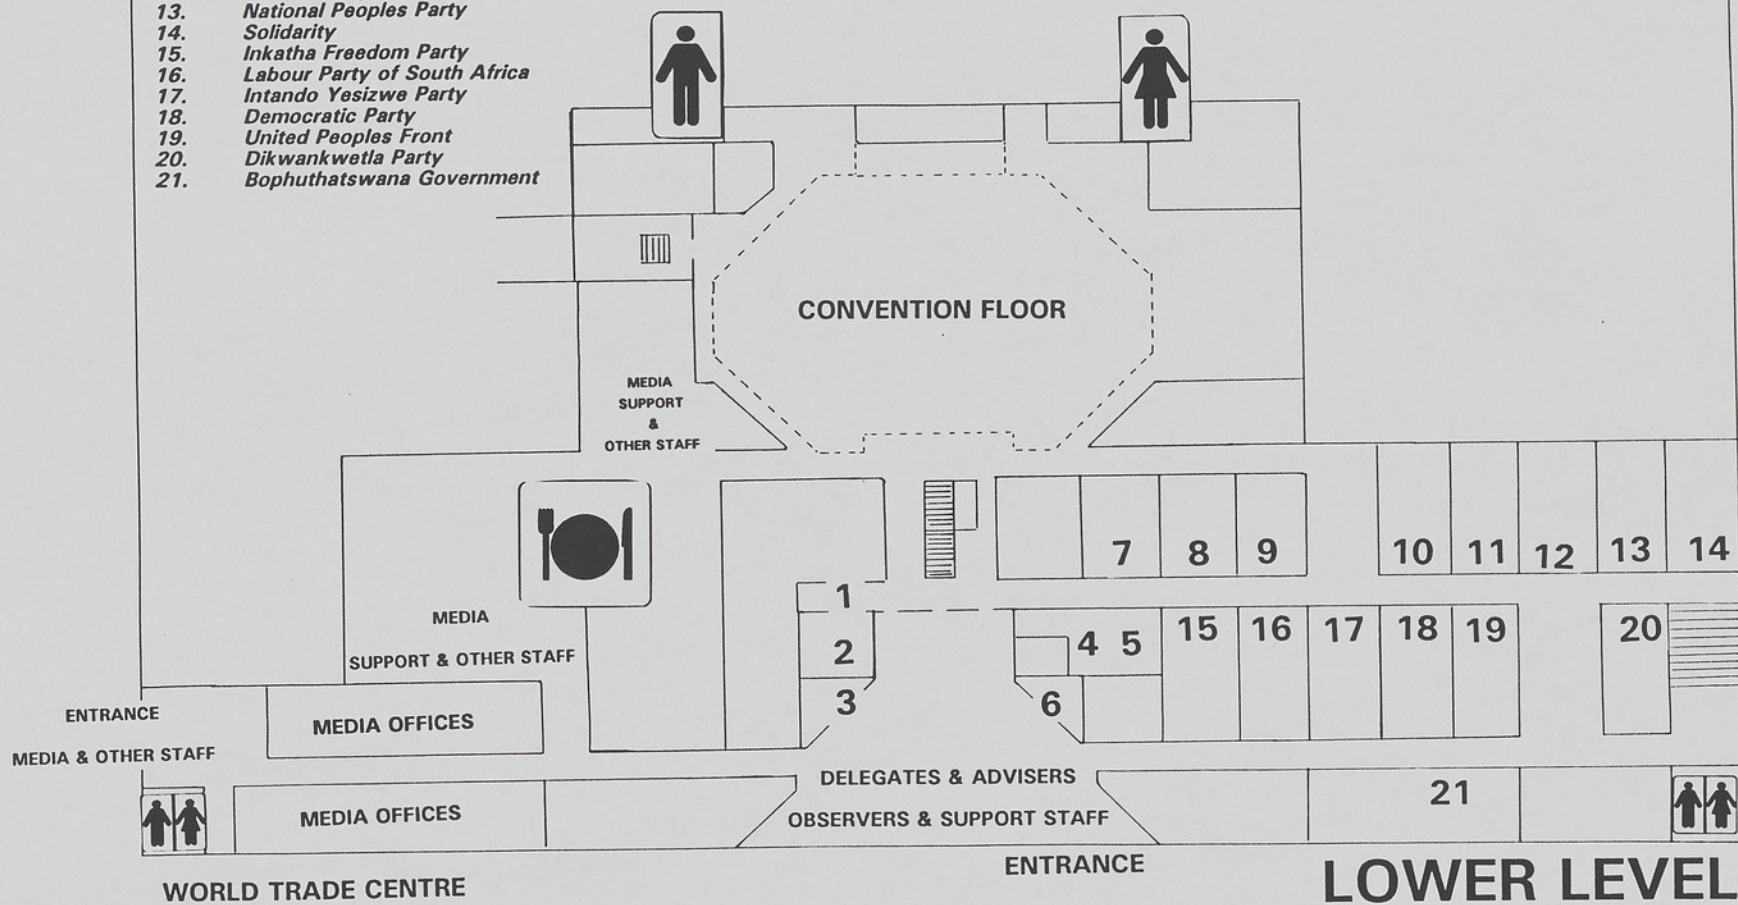 13. National Peoples Party
14. Solidarity
15. Inkatha Freedom Party
16. Labour Party of South Africa
17. Intando Yesizwe Party
18. Democratic Party
19. United Peoples Front
20. Dikwankwetla Party
21. Bophuthatswana Government
CONVENTION FLOOR
MEDIA
SUPPORT
&
OTHER STAFF
7 8 9 10 11 12 13 14
1
MEDIA
SUPPORT & OTHER STAFF
2
4 5 15 16 17 18 19 20
3
6
ENTRANCE
MEDIA & OTHER STAFF
MEDIA OFFICES
DELEGATES & ADVISERS
OBSERVERS & SUPPORT STAFF
21
MEDIA OFFICES
ENTRANCE
WORLD TRADE CENTRE
LOWER LEVEL